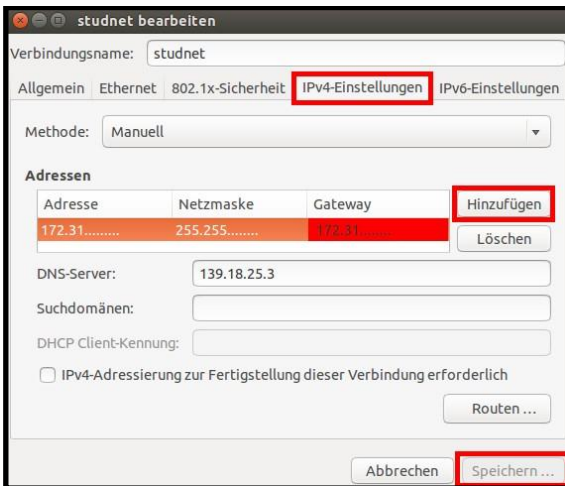 studnet bearbeiten
Verbindungsname: studnet
Allgemein Ethernet 802.1x-Sicherheit IPv4-Einstellungen IPv6-Einstellungen
Methode: Manuell
Adressen
Adresse Netzmaske Gateway Hinzufügen
172.31......... 255.255........ 172.31.........
Löschen
DNS-Server: 139.18.25.3
Suchdomänen:
DHCP Client-Kennung:
IPv4-Adressierung zur Fertigstellung dieser Verbindung erforderlich
Routen ...
Abbrechen Speichern ...